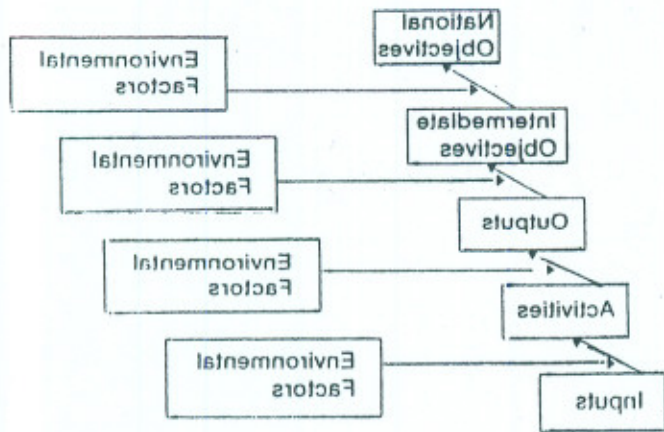 National
Objectives
Environmental
Factors
Intermediate
Objectives
Environmental
Factors
Outputs
Environmental
Factors
Activities
Environmental
Factors
Inputs